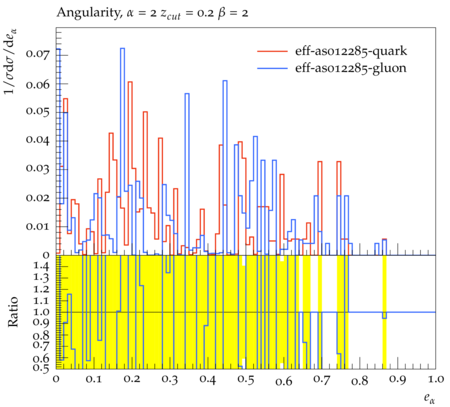 Angularity, α = 2 z_cut = 0.2 β = 2
1/σdσ/de_α
0.07
0.06
0.05
0.04
0.03
0.02
0.01
0
eff-as012285-quark
eff-as012285-gluon
Ratio
1.4
1.3
1.2
1.1
1.0
0.9
0.8
0.7
0.6
0.5
0 0.1 0.2 0.3 0.4 0.5 0.6 0.7 0.8 0.9 1.0
e_α